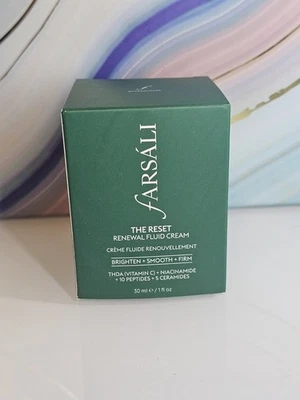 fARSÁLI
THE RESET
RENEWAL FLUID CREAM
CRÈME FLUIDE RENOUVELLEMENT
BRIGHTEN + SMOOTH + FIRM
THDA (VITAMIN C) + NIACINAMIDE
+ 10 PEPTIDES + 5 CERAMIDES
30 ml e / 1 fl oz